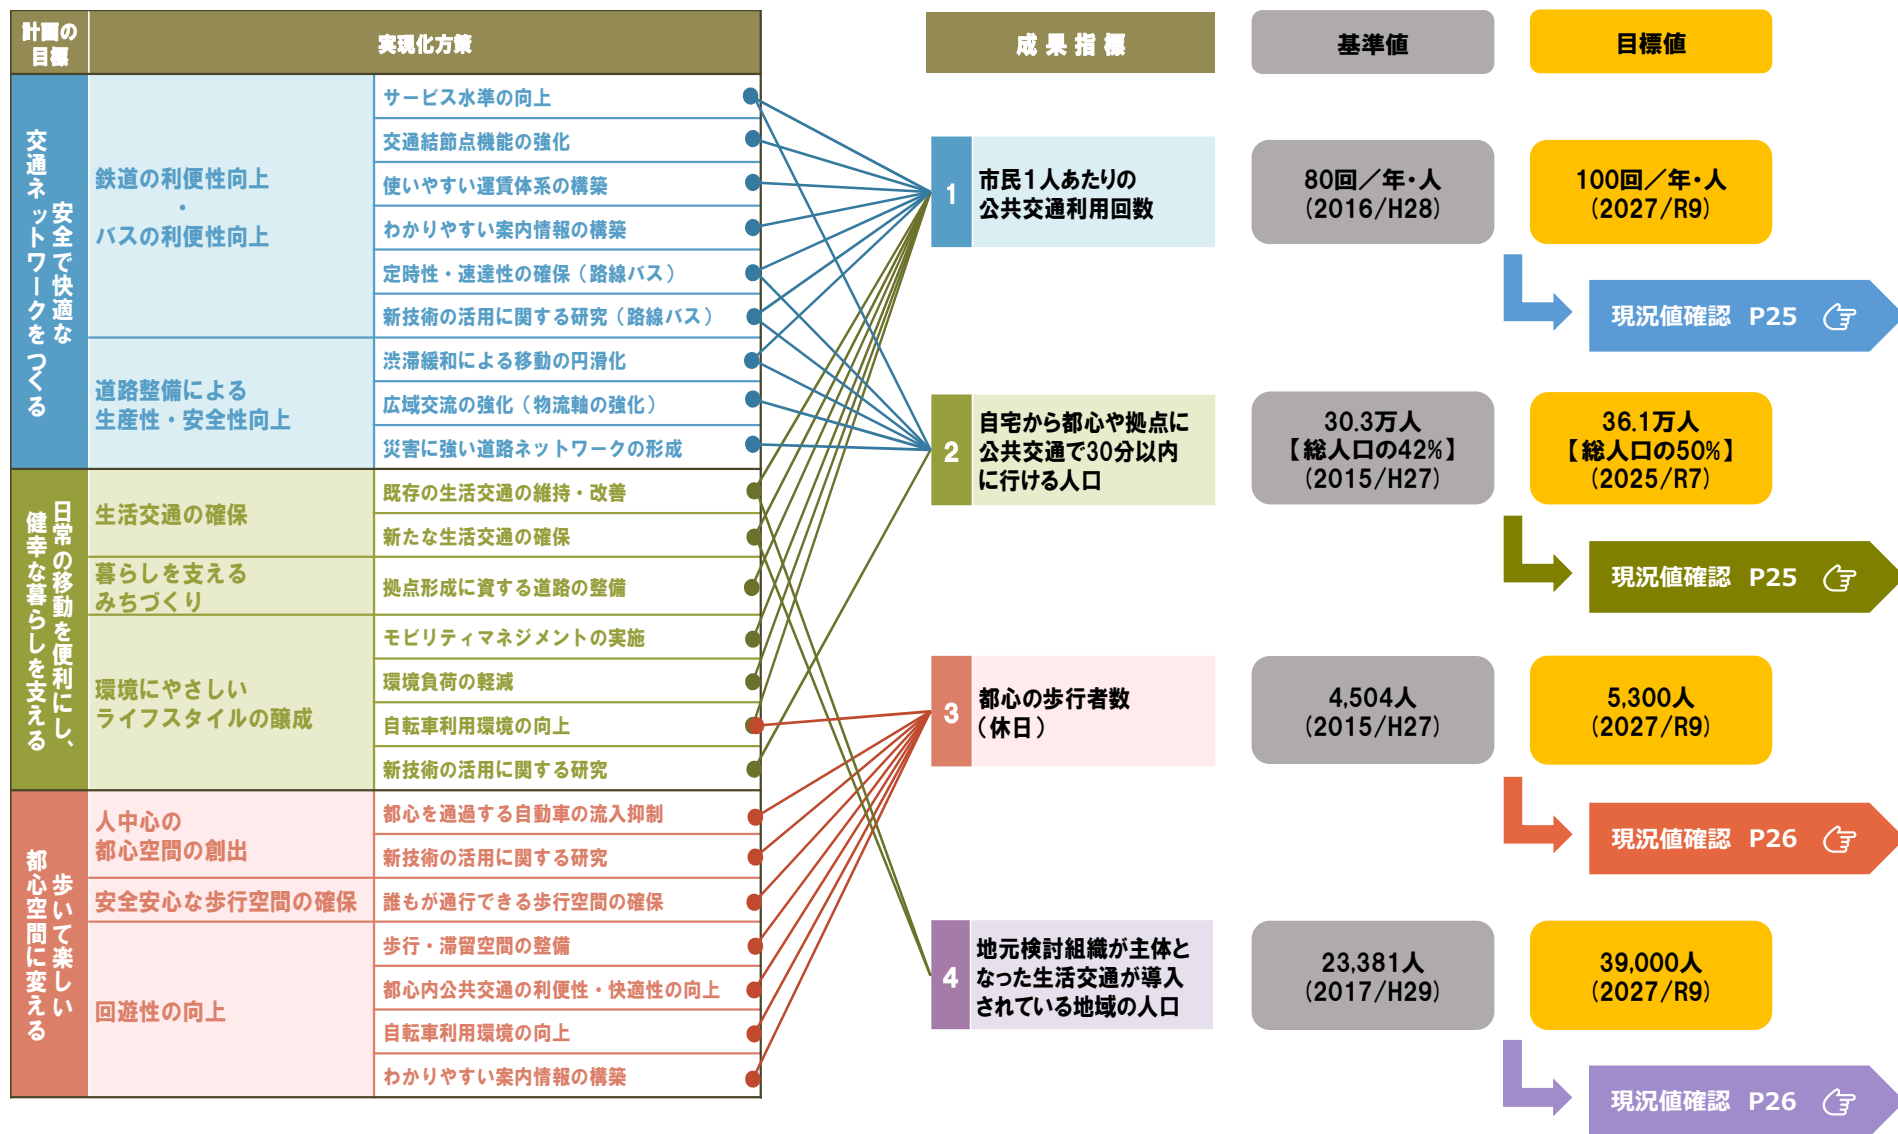 計画の
目標
実現化方策
成果指標
基準値
目標値
安全で快適な
交通ネットワークをつくる
鉄道の利便性向上
・
バスの利便性向上
サービス水準の向上
交通結節点機能の強化
使いやすい運賃体系の構築
わかりやすい案内情報の構築
定時性・速達性の確保（路線バス）
新技術の活用に関する研究（路線バス）
道路整備による
生産性・安全性向上
渋滞緩和による移動の円滑化
広域交流の強化（物流軸の強化）
災害に強い道路ネットワークの形成
日常の移動を便利にし、
健幸な暮らしを支える
生活交通の確保
既存の生活交通の維持・改善
新たな生活交通の確保
暮らしを支える
みちづくり
拠点形成に資する道路の整備
環境にやさしい
ライフスタイルの醸成
モビリティマネジメントの実施
環境負荷の軽減
自転車利用環境の向上
新技術の活用に関する研究
歩いて楽しい
都心空間に変える
人中心の
都心空間の創出
都心を通過する自動車の流入抑制
新技術の活用に関する研究
安全安心な歩行空間の確保
誰もが通行できる歩行空間の確保
回遊性の向上
歩行・滞留空間の整備
都心内公共交通の利便性・快適性の向上
自転車利用環境の向上
わかりやすい案内情報の構築
1
市民1人あたりの
公共交通利用回数
80回／年・人
(2016/H28)
100回／年・人
(2027/R9)
現況値確認 P25
2
自宅から都心や拠点に
公共交通で30分以内
に行ける人口
30.3万人
【総人口の42%】
(2015/H27)
36.1万人
【総人口の50%】
(2025/R7)
現況値確認 P25
3
都心の歩行者数
（休日）
4,504人
(2015/H27)
5,300人
(2027/R9)
現況値確認 P26
4
地元検討組織が主体と
なった生活交通が導入
されている地域の人口
23,381人
(2017/H29)
39,000人
(2027/R9)
現況値確認 P26